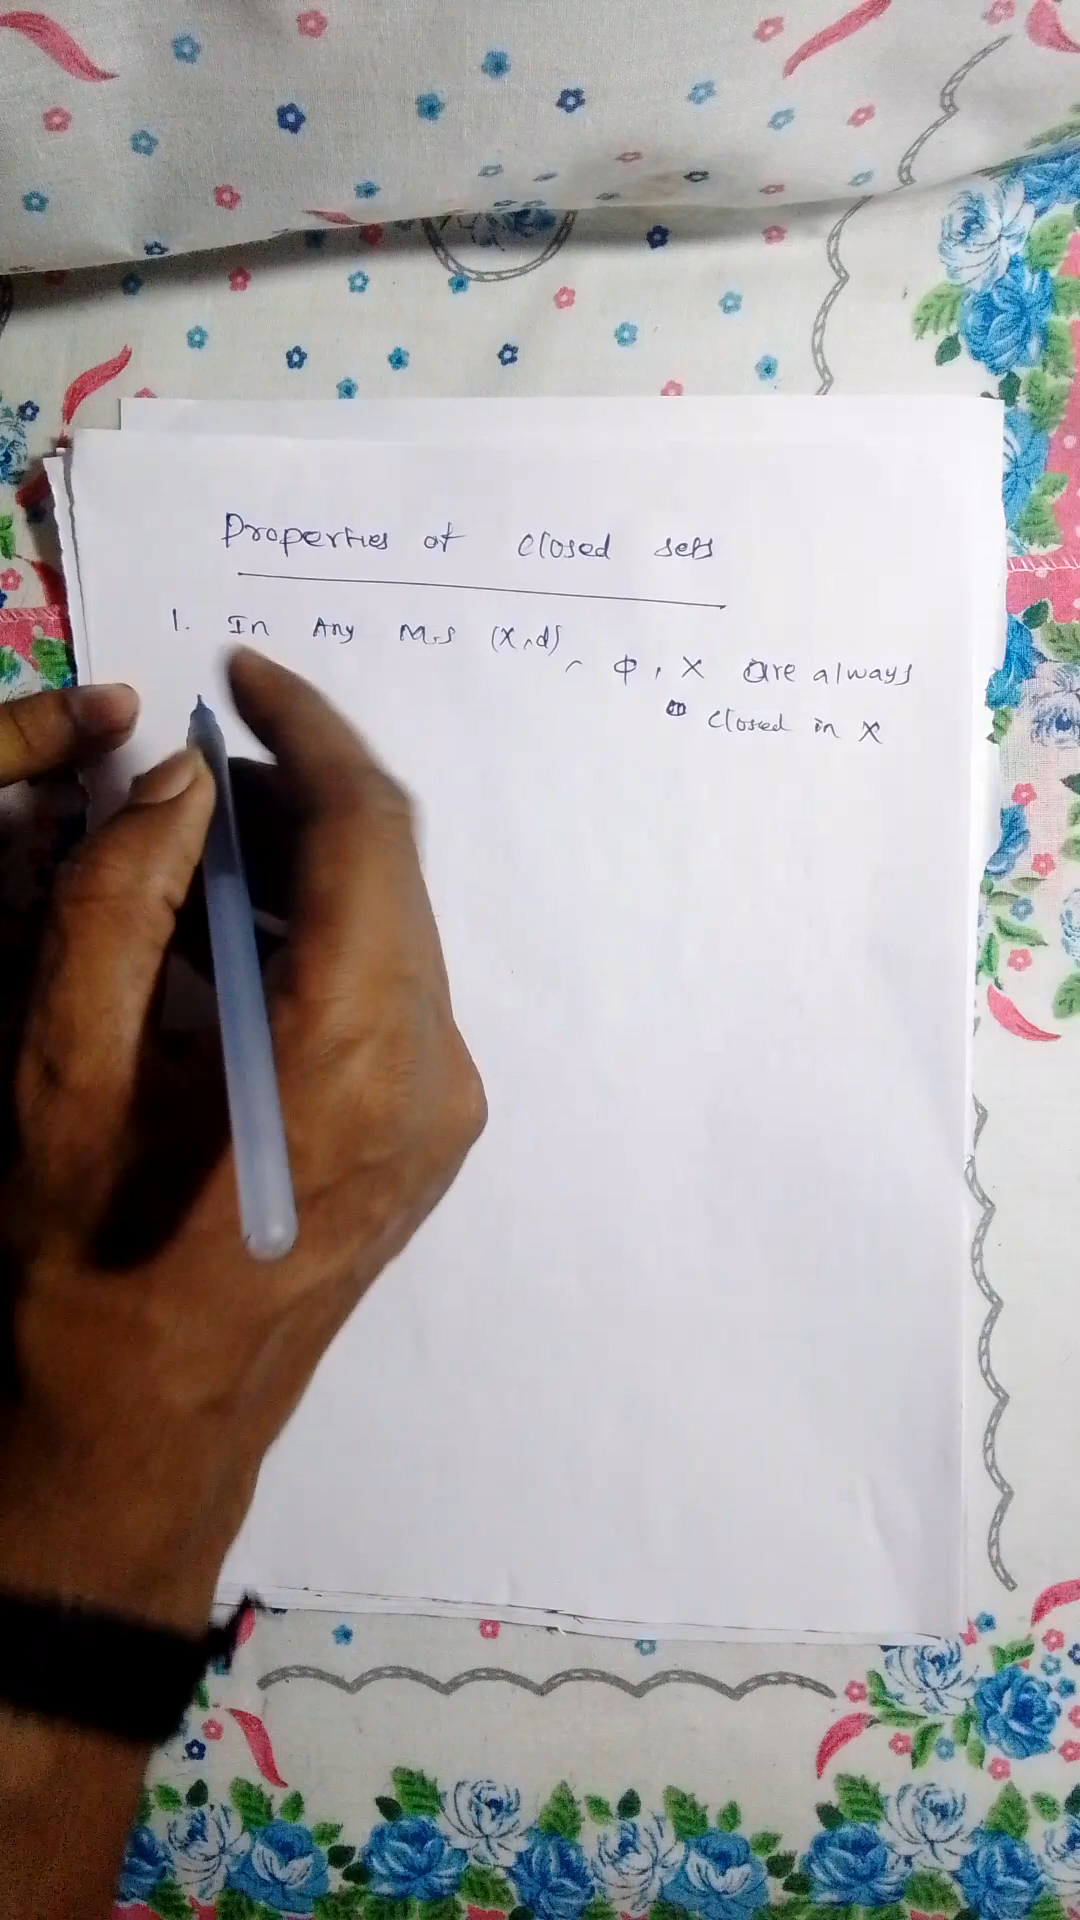 Properties of closed sets
1. In Any M.S (X,d), ϕ, X are always
closed in X